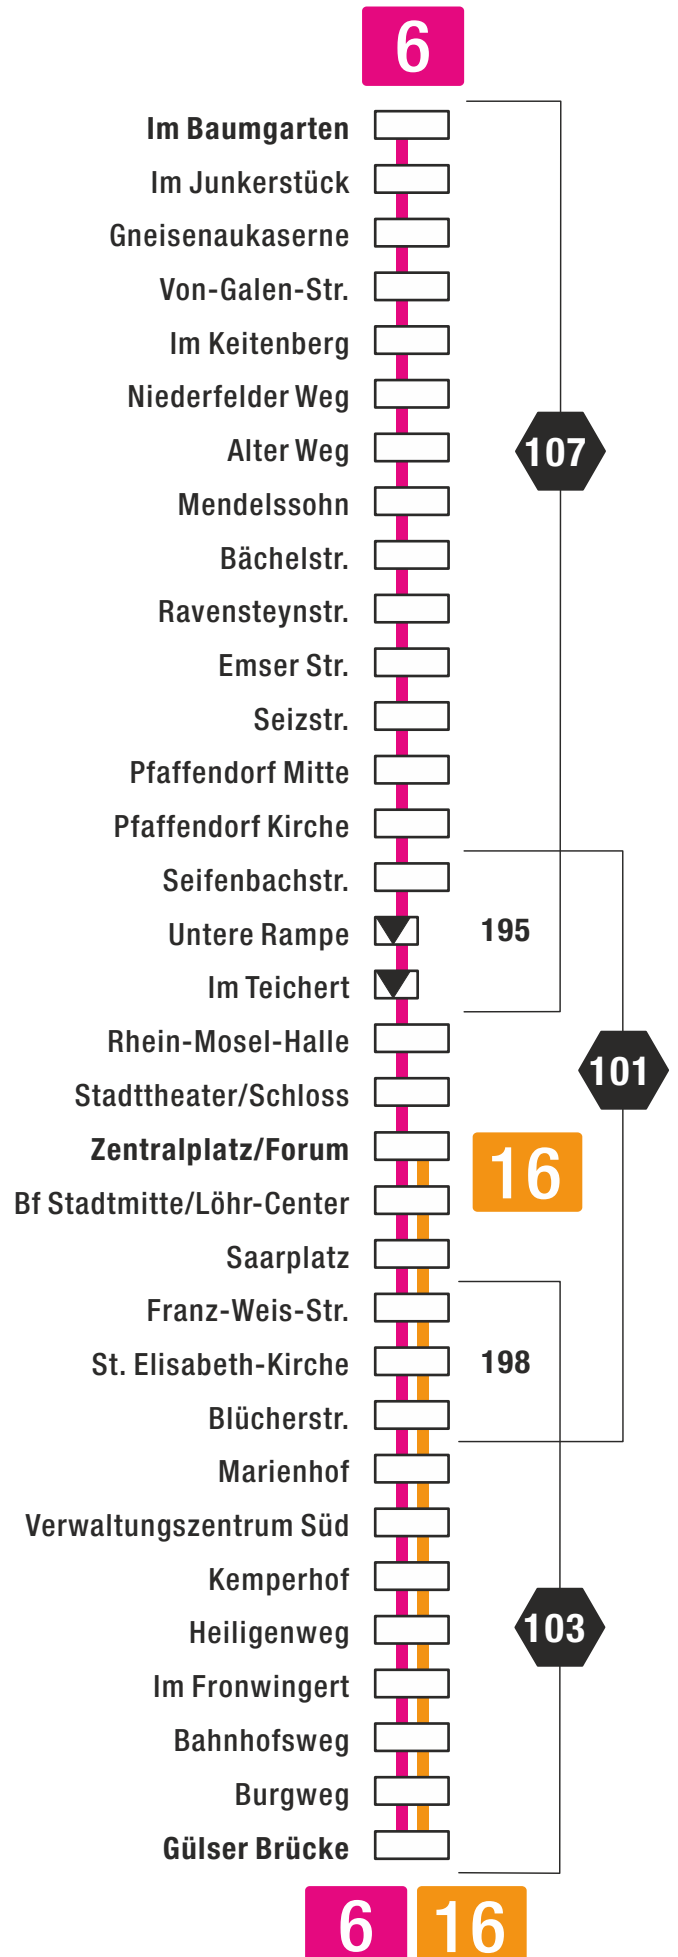 6
Im Baumgarten
Im Junkerstück
Gneisenaukaserne
Von-Galen-Str.
Im Keitenberg
Niederfelder Weg
Alter Weg
107
Mendelssohn
Bächelstr.
Ravensteynstr.
Emser Str.
Seizstr.
Pfaffendorf Mitte
Pfaffendorf Kirche
Seifenbachstr.
Untere Rampe
195
Im Teichert
Rhein-Mosel-Halle
101
Stadttheater/Schloss
Zentralplatz/Forum
16
Bf Stadtmitte/Löhr-Center
Saarplatz
Franz-Weis-Str.
St. Elisabeth-Kirche
198
Blücherstr.
Marienhof
Verwaltungszentrum Süd
Kemperhof
Heiligenweg
103
Im Fronwingert
Bahnhofsweg
Burgweg
Gülser Brücke
6 16